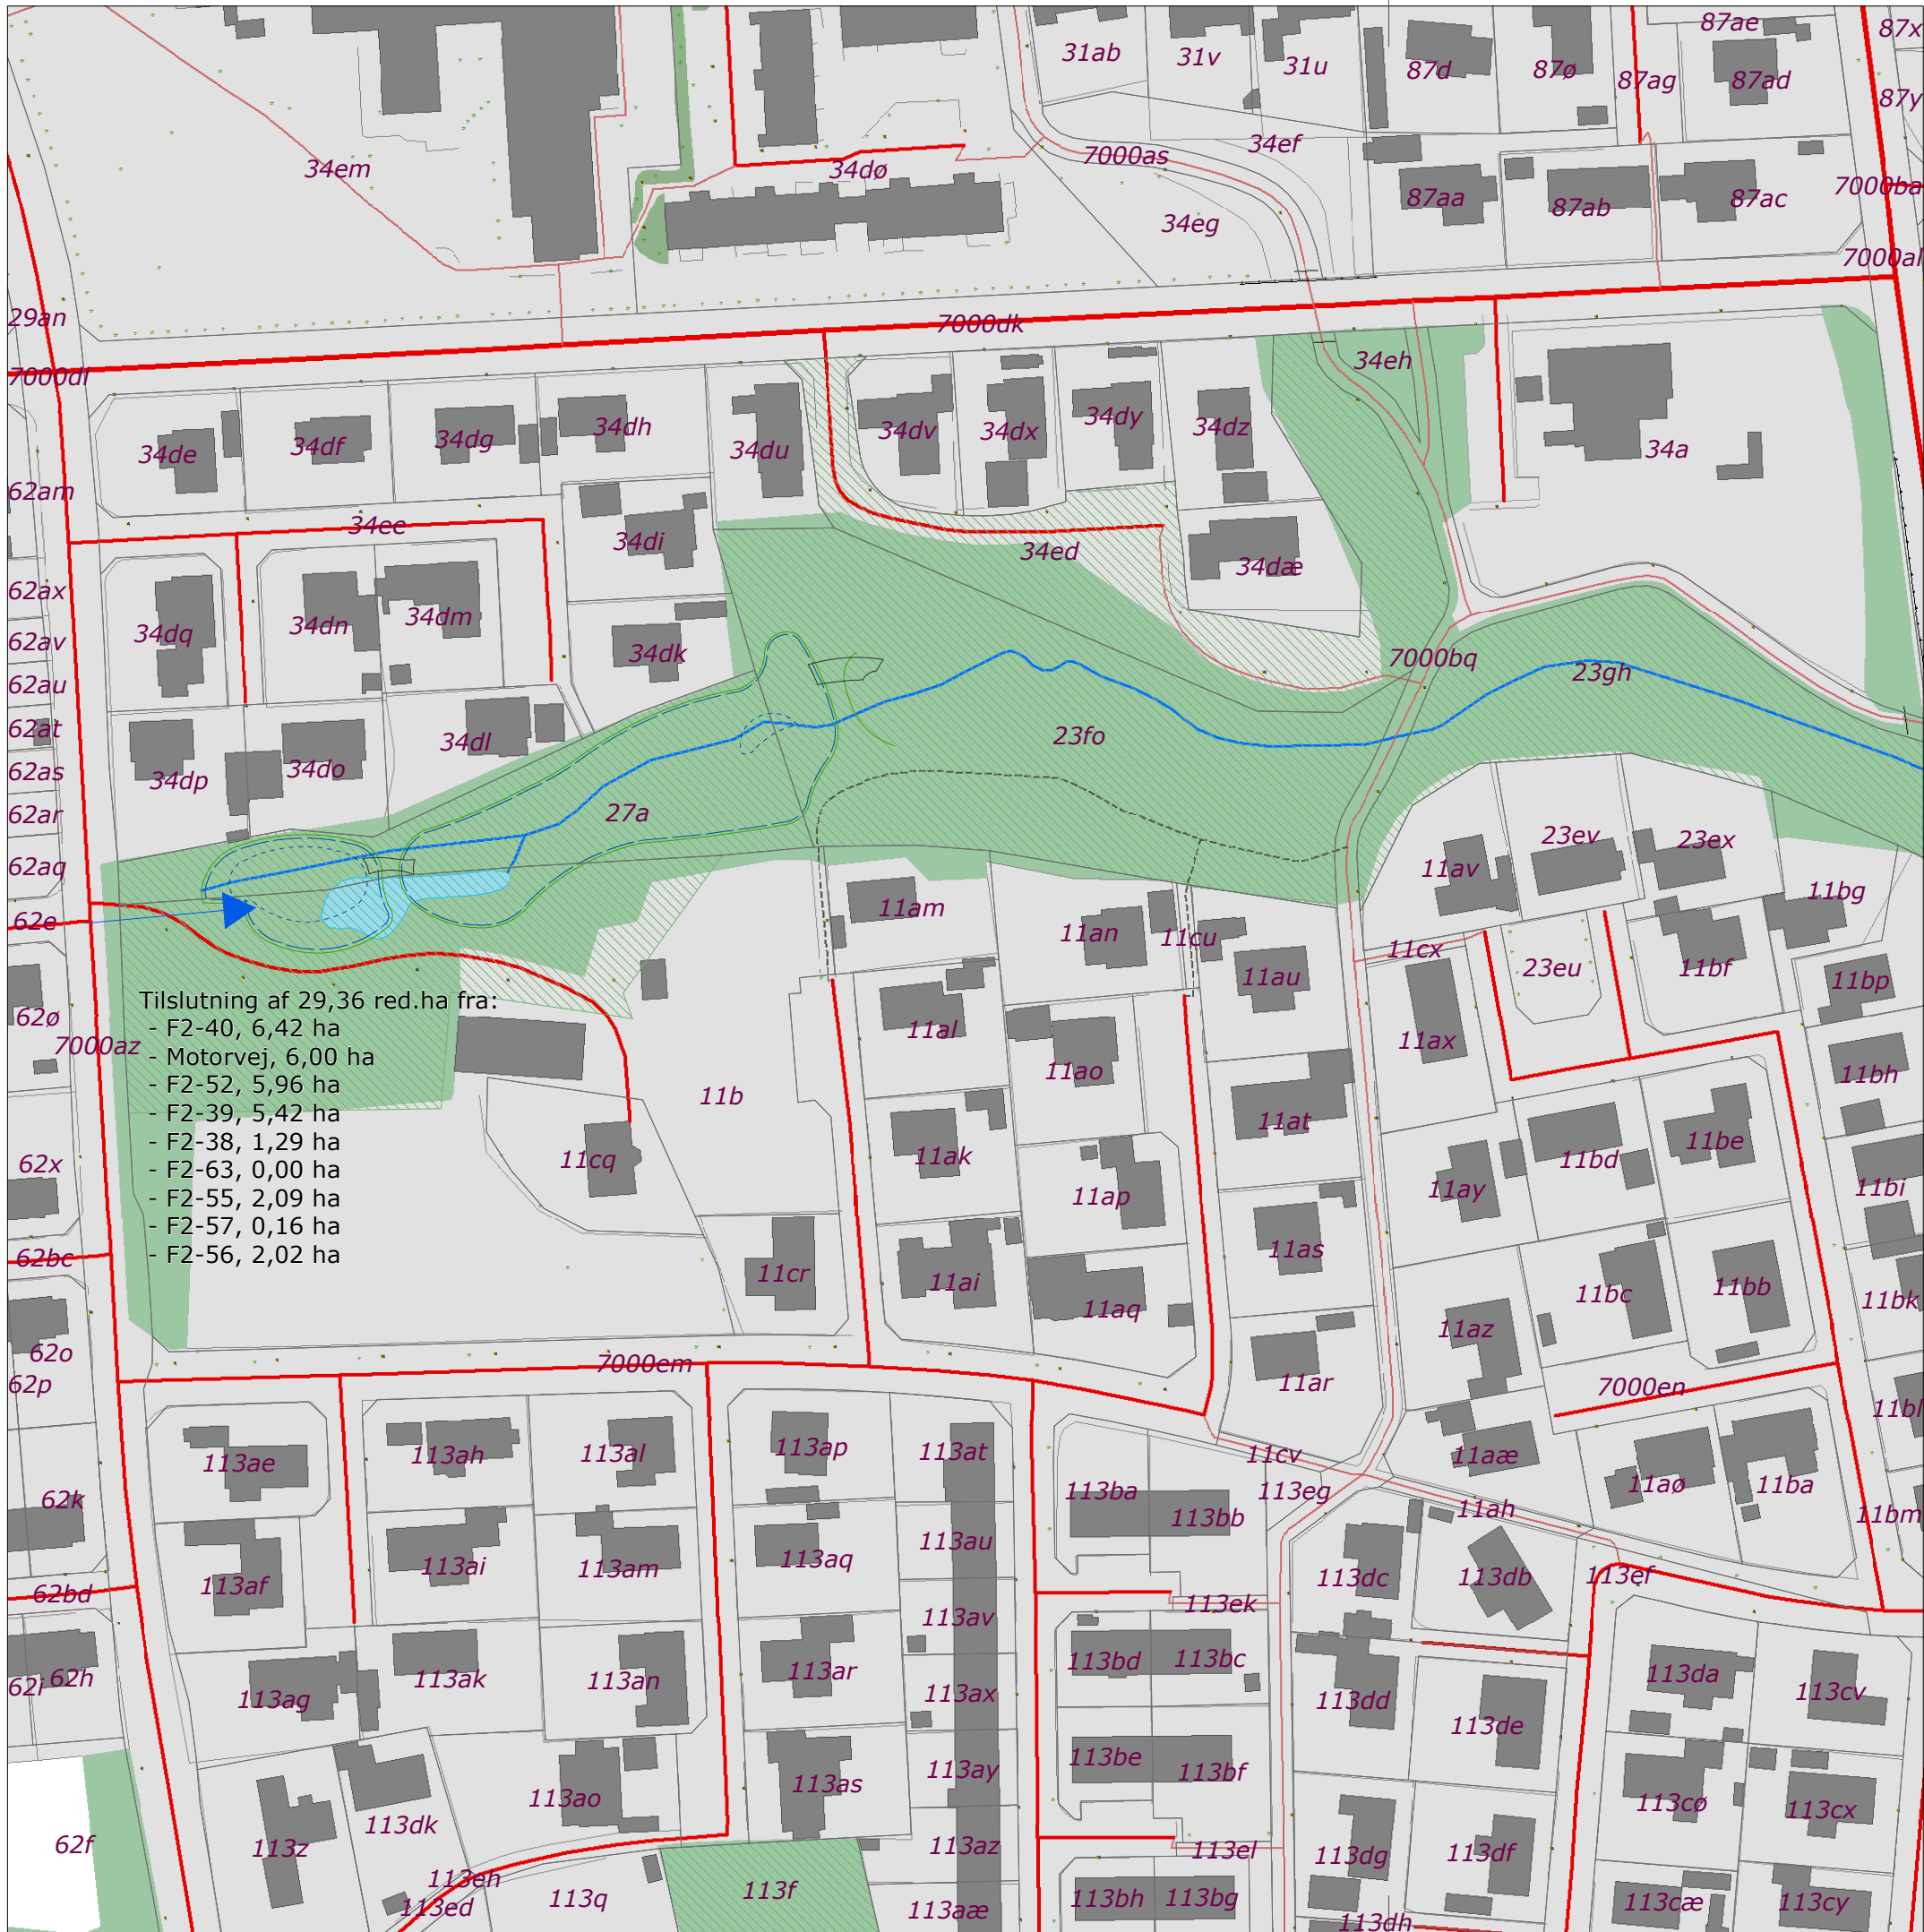 87ae
87x
31ab
31v
31u
87d
87ø
87ag
87ad
87y
34em
34dø
7000as
34ef
87aa
87ab
87ac
7000ba
34eg
7000al
29an
7000dk
7000dl
34eh
34de
34df
34dg
34dh
34du
34dv
34dx
34dy
34dz
34a
62am
34ee
34di
34ed
34dæ
62ax
34dq
34dn
34dm
62av
34dk
7000bq
23gh
62au
62at
34dl
23fo
62as
34dp
34do
62ar
27a
23ev
23ex
62aq
11av
11bg
62e
11am
11an
11cu
11cx
23eu
11bf
11au
11bp
Tilslutning af 29,36 red.ha fra:
- F2-40, 6,42 ha
- Motorvej, 6,00 ha
- F2-52, 5,96 ha
- F2-39, 5,42 ha
- F2-38, 1,29 ha
- F2-63, 0,00 ha
- F2-55, 2,09 ha
- F2-57, 0,16 ha
- F2-56, 2,02 ha
62ø
7000az
11al
11ax
11b
11ao
11bh
11at
11be
62x
11cq
11ak
11ap
11bd
11ay
11bi
62bc
11cr
11ai
11aq
11as
11bc
11bb
11bk
62o
62p
7000em
11az
11ar
7000en
11bl
113ae
113ah
113al
113ap
113at
11cv
11aæ
62k
113ba
113bb
113eg
11ah
11aø
11ba
11bm
113af
113ai
113am
113aq
113au
113dc
113db
113ef
62bd
113av
113ek
62i
62h
113ag
113ak
113an
113ar
113ax
113bd
113bc
113dd
113de
113da
113cv
113ao
113as
113ay
113be
113bf
113cø
113cx
62f
113z
113dk
113az
113el
113dg
113df
113eh
113ed
113q
113f
113aæ
113bh
113bg
113dh
113cæ
113cy